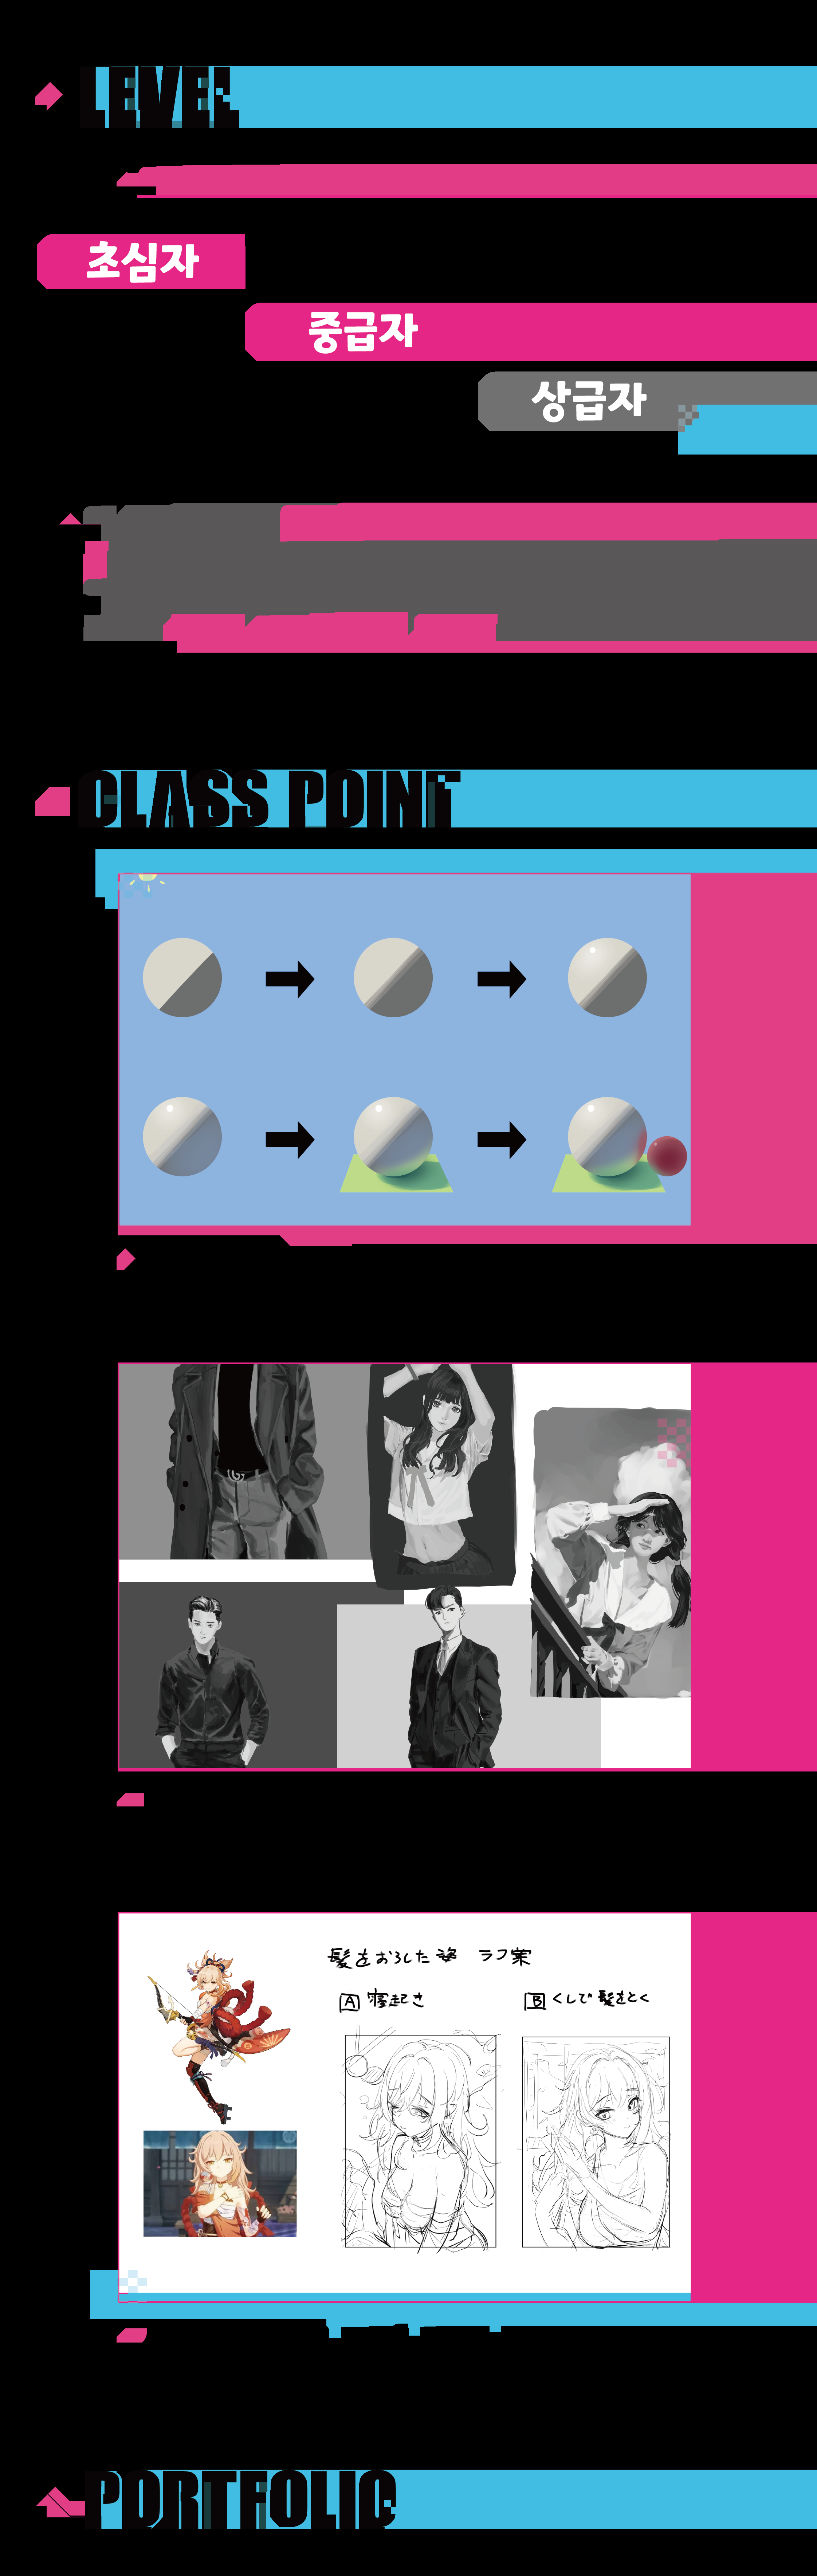 LEVEL
초심자
중급자
상급자
CLASS POINT
髪をおろした姿 ラフ案
A 寝起き
B くしで髪をとく
PORTFOLIO